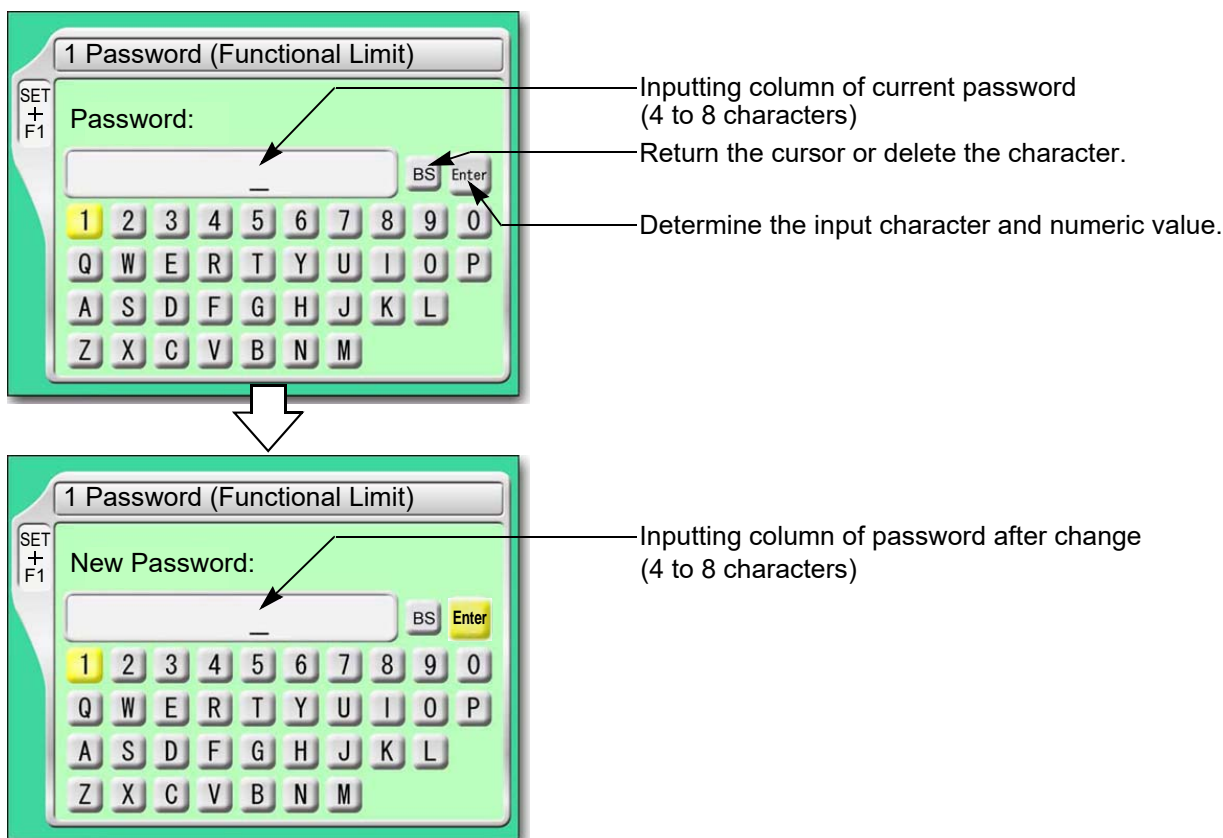 1 Password (Functional Limit)
SET
+
F1
Password:
_
BS Enter
1 2 3 4 5 6 7 8 9 0
Q W E R T Y U I O P
A S D F G H J K L
Z X C V B N M
Inputting column of current password
(4 to 8 characters)
Return the cursor or delete the character.
Determine the input character and numeric value.
1 Password (Functional Limit)
SET
+
F1
New Password:
_
BS Enter
1 2 3 4 5 6 7 8 9 0
Q W E R T Y U I O P
A S D F G H J K L
Z X C V B N M
Inputting column of password after change
(4 to 8 characters)